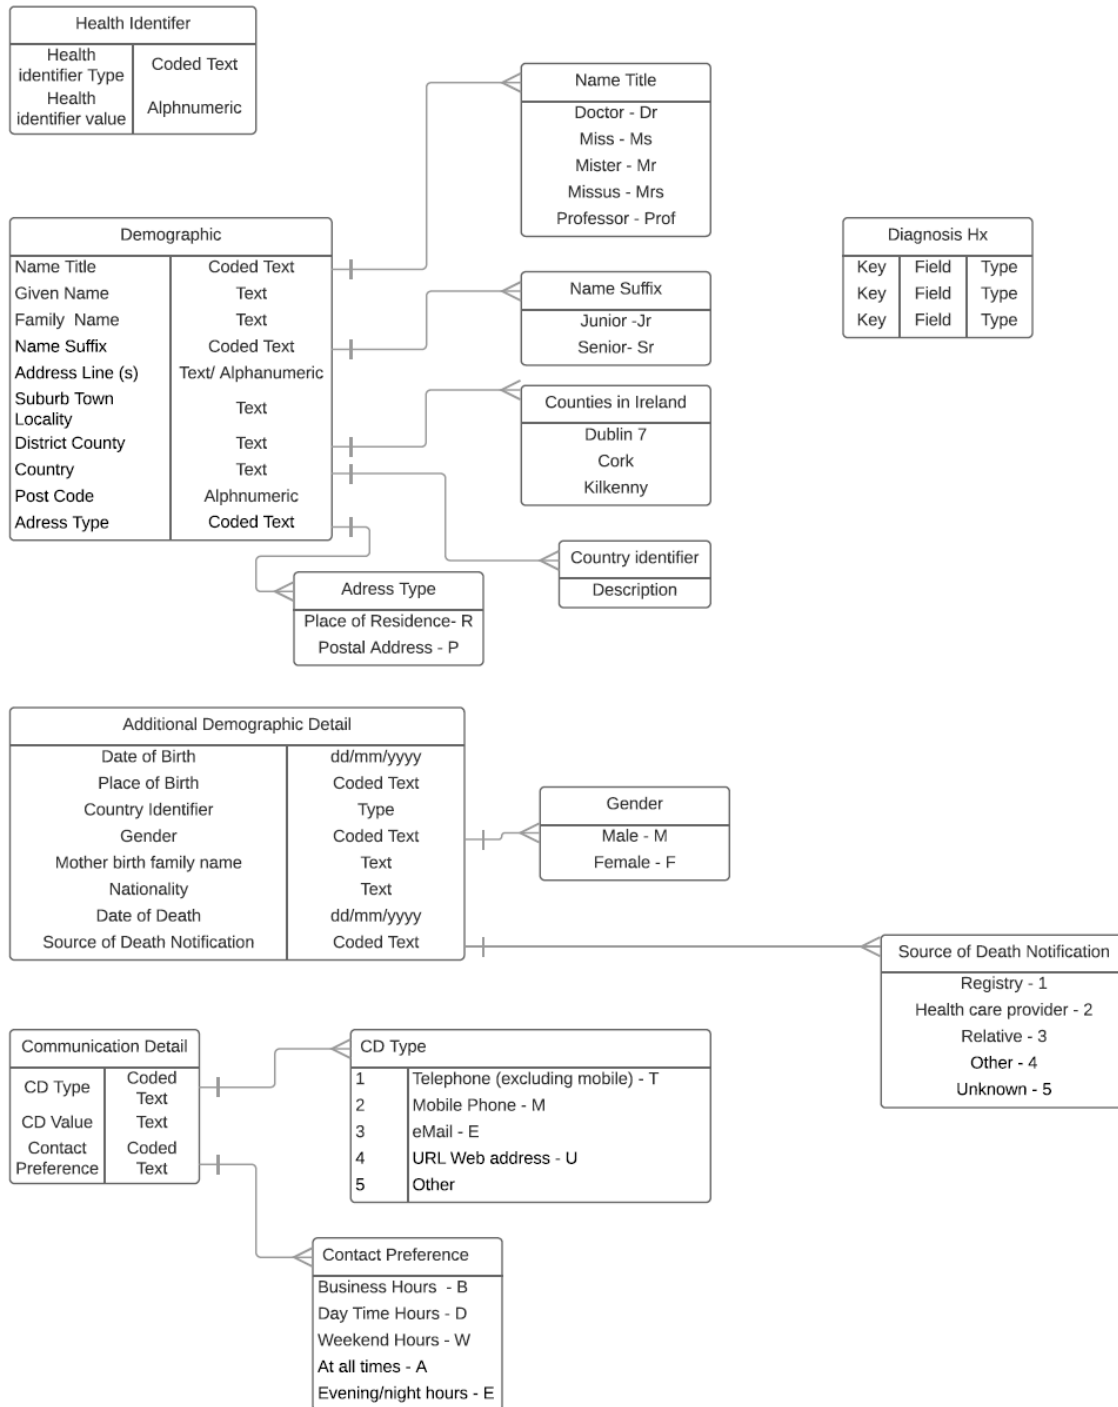 Health Identifer
Health identifier Type Coded Text
Health identifier value Alphnumeric
Name Title
Doctor - Dr
Miss - Ms
Mister - Mr
Missus - Mrs
Professor - Prof
Demographic
Name Title Coded Text
Given Name Text
Family Name Text
Name Suffix Coded Text
Address Line (s) Text/ Alphanumeric
Suburb Town Locality Text
District County Text
Country Text
Post Code Alphnumeric
Adress Type Coded Text
Diagnosis Hx
Key Field Type
Key Field Type
Key Field Type
Name Suffix
Junior -Jr
Senior- Sr
Counties in Ireland
Dublin 7
Cork
Kilkenny
Country identifier
Description
Adress Type
Place of Residence- R
Postal Address - P
Additional Demographic Detail
Date of Birth dd/mm/yyyy
Place of Birth Coded Text
Country Identifier Type
Gender Coded Text
Mother birth family name Text
Nationality Text
Date of Death dd/mm/yyyy
Source of Death Notification Coded Text
Gender
Male - M
Female - F
Source of Death Notification
Registry - 1
Health care provider - 2
Relative - 3
Other - 4
Unknown - 5
Communication Detail
CD Type Coded Text
CD Value Text
Contact Preference Coded Text
CD Type
1 Telephone (excluding mobile) - T
2 Mobile Phone - M
3 eMail - E
4 URL Web address - U
5 Other
Contact Preference
Business Hours - B
Day Time Hours - D
Weekend Hours - W
At all times - A
Evening/night hours - E